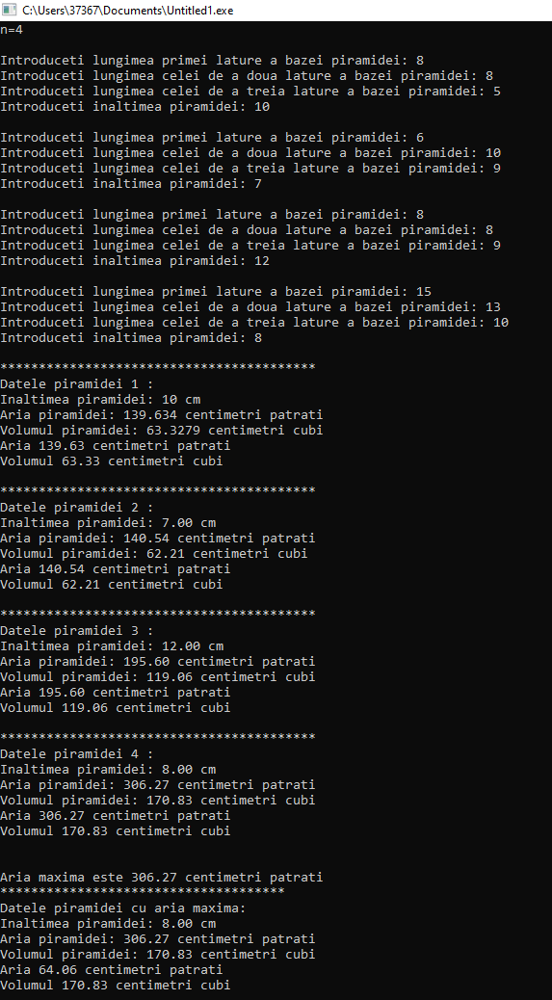 C:\Users\37367\Documents\Untitled1.exe
n=4
Introduceti lungimea primei lature a bazei piramidei: 8
Introduceti lungimea celei de a doua lature a bazei piramidei: 8
Introduceti lungimea celei de a treia lature a bazei piramidei: 5
Introduceti inaltimea piramidei: 10
Introduceti lungimea primei lature a bazei piramidei: 6
Introduceti lungimea celei de a doua lature a bazei piramidei: 10
Introduceti lungimea celei de a treia lature a bazei piramidei: 9
Introduceti inaltimea piramidei: 7
Introduceti lungimea primei lature a bazei piramidei: 8
Introduceti lungimea celei de a doua lature a bazei piramidei: 8
Introduceti lungimea celei de a treia lature a bazei piramidei: 9
Introduceti inaltimea piramidei: 12
Introduceti lungimea primei lature a bazei piramidei: 15
Introduceti lungimea celei de a doua lature a bazei piramidei: 13
Introduceti lungimea celei de a treia lature a bazei piramidei: 10
Introduceti inaltimea piramidei: 8
*****************************************
Datele piramidei 1 :
Inaltimea piramidei: 10 cm
Aria piramidei: 139.634 centimetri patrati
Volumul piramidei: 63.3279 centimetri cubi
Aria 139.63 centimetri patrati
Volumul 63.33 centimetri cubi
*****************************************
Datele piramidei 2 :
Inaltimea piramidei: 7.00 cm
Aria piramidei: 140.54 centimetri patrati
Volumul piramidei: 62.21 centimetri cubi
Aria 140.54 centimetri patrati
Volumul 62.21 centimetri cubi
*****************************************
Datele piramidei 3 :
Inaltimea piramidei: 12.00 cm
Aria piramidei: 195.60 centimetri patrati
Volumul piramidei: 119.06 centimetri cubi
Aria 195.60 centimetri patrati
Volumul 119.06 centimetri cubi
*****************************************
Datele piramidei 4 :
Inaltimea piramidei: 8.00 cm
Aria piramidei: 306.27 centimetri patrati
Volumul piramidei: 170.83 centimetri cubi
Aria 306.27 centimetri patrati
Volumul 170.83 centimetri cubi
Aria maxima este 306.27 centimetri patrati
*************************************
Datele piramidei cu aria maxima:
Inaltimea piramidei: 8.00 cm
Aria piramidei: 306.27 centimetri patrati
Volumul piramidei: 170.83 centimetri cubi
Aria 64.06 centimetri patrati
Volumul 170.83 centimetri cubi